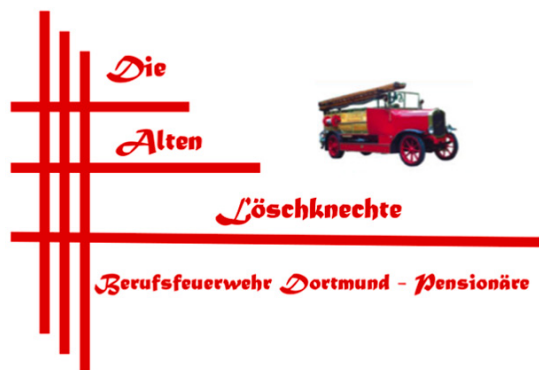 Die
Alten
Löschknechte
Berufsfeuerwehr Dortmund - Pensionäre